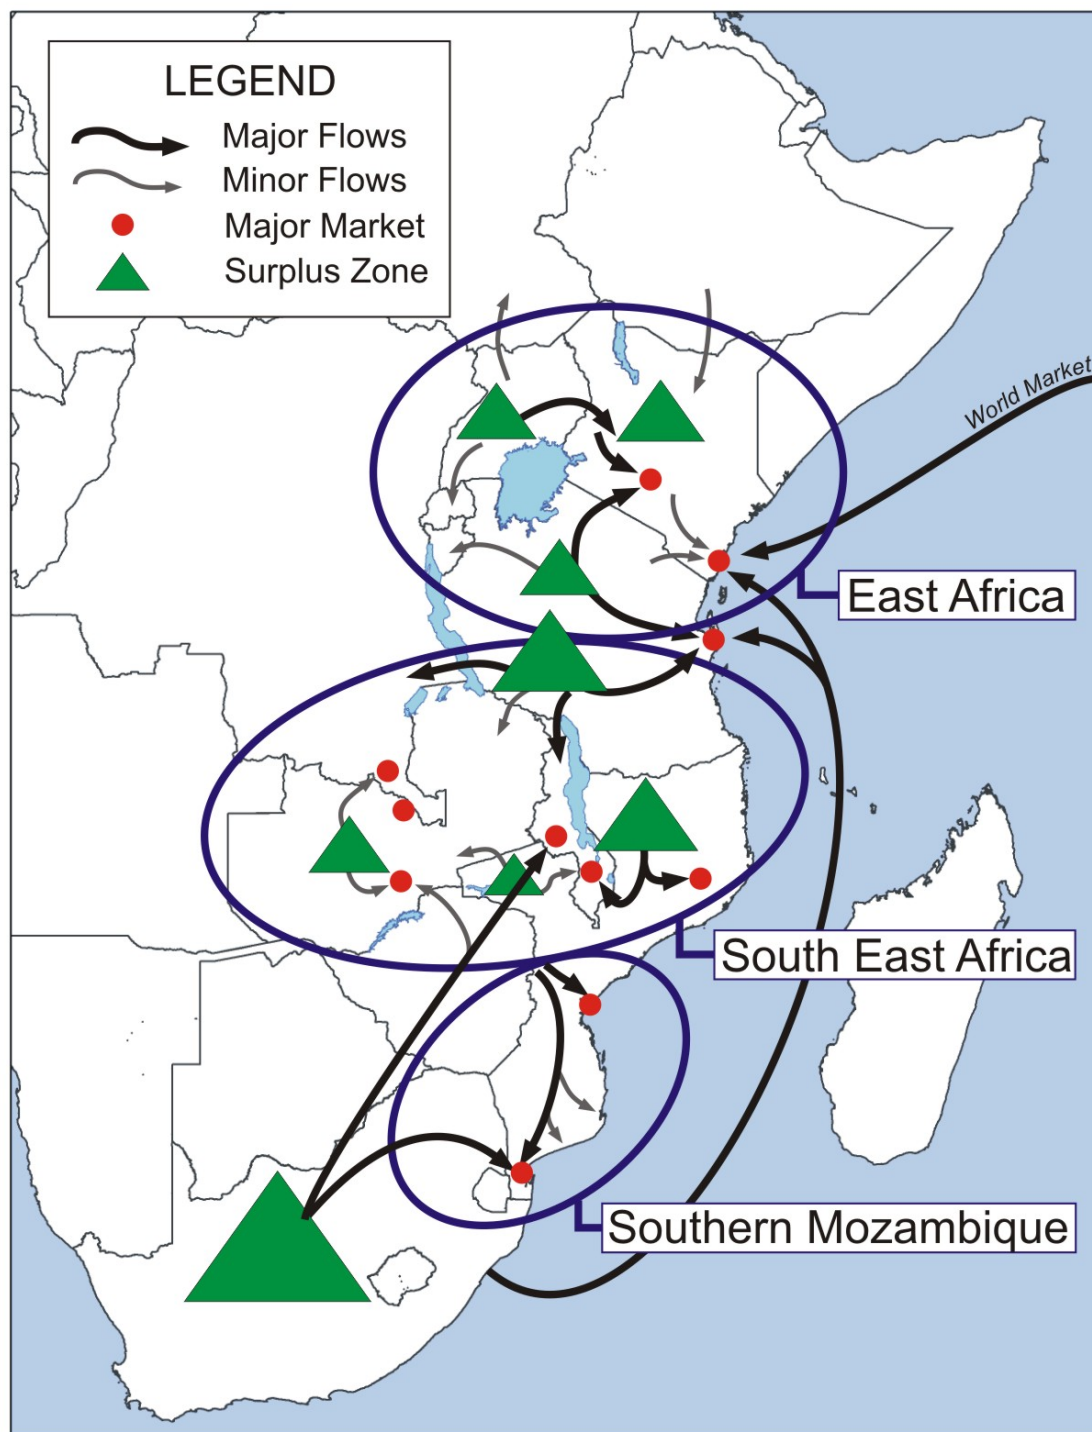 LEGEND
Major Flows
Minor Flows
Major Market
Surplus Zone
World Market
East Africa
South East Africa
Southern Mozambique